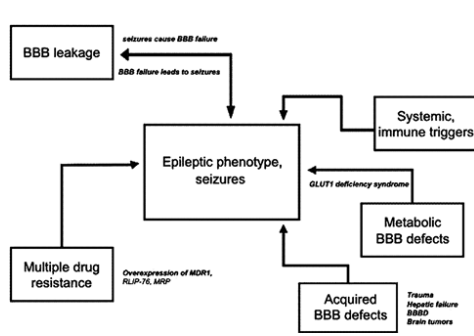 seizures cause BBB failure
BBB leakage
BBB failure leads to seizures
Systemic,
immune triggers
Epileptic phenotype,
seizures
GLUT1 deficiency syndrome
Metabolic
BBB defects
Multiple drug
resistance
Overexpression of MDR1,
RLIP-76, MRP
Acquired
BBB defects
Trauma
Hepatic failure
BBBD
Brain tumors